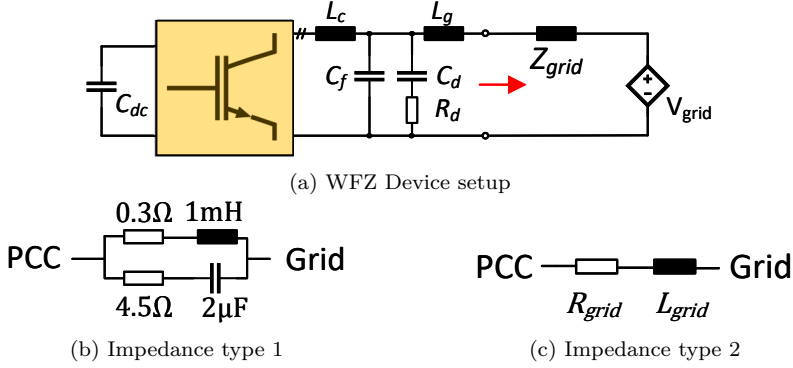 L_c L_g
C_dc C_f C_d R_d Z_grid V_grid
(a) WFZ Device setup
0.3Ω 1mH
PCC Grid
4.5Ω 2µF
(b) Impedance type 1
PCC Grid
R_grid L_grid
(c) Impedance type 2